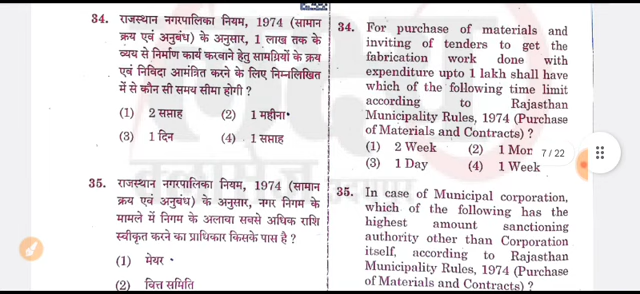 34. राजस्थान नगरपालिका नियम, 1974 (सामान
क्रय एवं अनुबंध) के अनुसार, 1 लाख तक के
व्यय से निर्माण कार्य करवाने हेतु सामग्रियों के क्रय
एवं निविदा आमंत्रित करने के लिए निम्नलिखित
में से कौन सी समय सीमा होगी ?
(1) 2 सप्ताह (2) 1 महीना
(3) 1 दिन (4) 1 सप्ताह
35. राजस्थान नगरपालिका नियम, 1974 (सामान
क्रय एवं अनुबंध) के अनुसार, नगर निगम के
मामले में निगम के अलावा सबसे अधिक राशि
स्वीकृत करने का प्राधिकार किसके पास है ?
(1) मेयर
(2) वित्त समिति
34. For purchase of materials and
inviting of tenders to get the
fabrication work done with
expenditure upto 1 lakh shall have
which of the following time limit
according to Rajasthan
Municipality Rules, 1974 (Purchase
of Materials and Contracts) ?
(1) 2 Week (2) 1 Mon
7/22
(3) 1 Day (4) 1 Week
35. In case of Municipal corporation,
which of the following has the
highest amount sanctioning
authority other than Corporation
itself, according to Rajasthan
Municipality Rules, 1974 (Purchase
of Materials and Contracts) ?